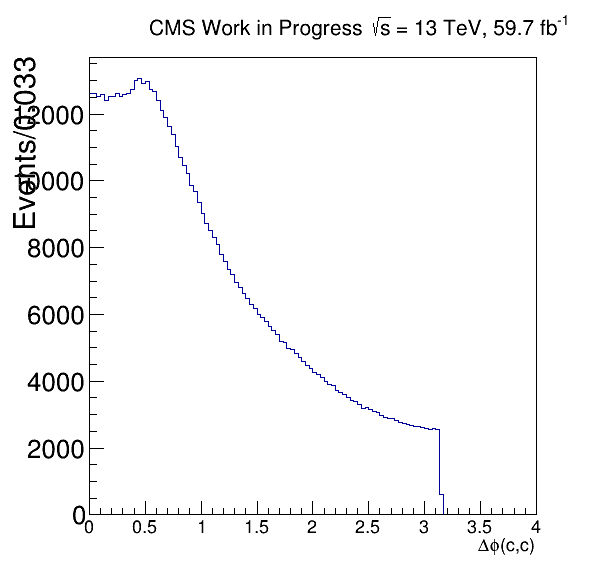 CMS Work in Progress √s = 13 TeV, 59.7 fb⁻¹
Events/0.033
12000
10000
8000
6000
4000
2000
0
0 0.5 1 1.5 2 2.5 3 3.5 4
Δϕ(c,c)